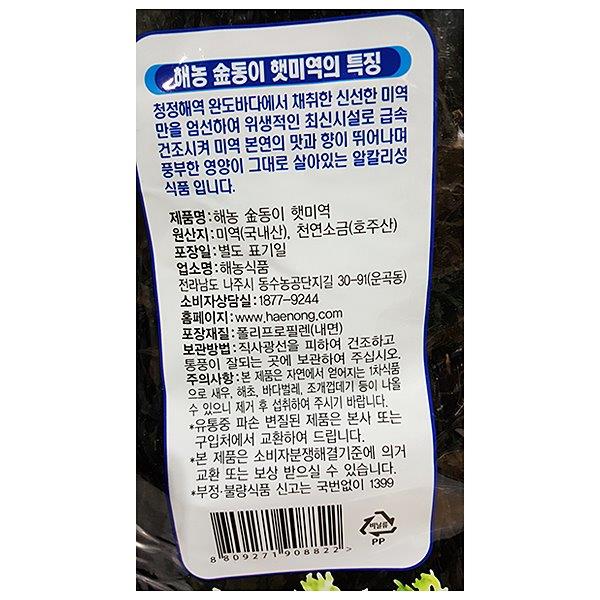 해농 金동이 햇미역의 특징
청정해역 완도바다에서 채취한 신선한 미역
만을 엄선하여 위생적인 최신시설로 급속
건조시켜 미역 본연의 맛과 향이 뛰어나며
풍부한 영양이 그대로 살아있는 알칼리성
식품 입니다.
제품명:해농 金동이 햇미역
원산지:미역(국내산), 천연소금(호주산)
포장일:별도 표기일
업소명:해농식품
전라남도 나주시 동수농공단지길 30-91(운곡동)
소비자상담실:1877-9244
홈페이지:www.haenong.com
포장재질:폴리프로필렌(내면)
보관방법:직사광선을 피하여 건조하고
통풍이 잘되는 곳에 보관하여 주십시오.
주의사항:본 제품은 자연에서 얻어지는 1차식품
으로 새우, 해초, 바다벌레, 조개껍데기 등이 나올
수 있으니 제거 후 섭취하여 주시기 바랍니다.
*유통중 파손 변질된 제품은 본사 또는
구입처에서 교환하여 드립니다.
*본 제품은 소비자분쟁해결기준에 의거
교환 또는 보상 받으실 수 있습니다.
*부정·불량식품 신고는 국번없이 1399
8 809271 908822 >
비닐류
PP